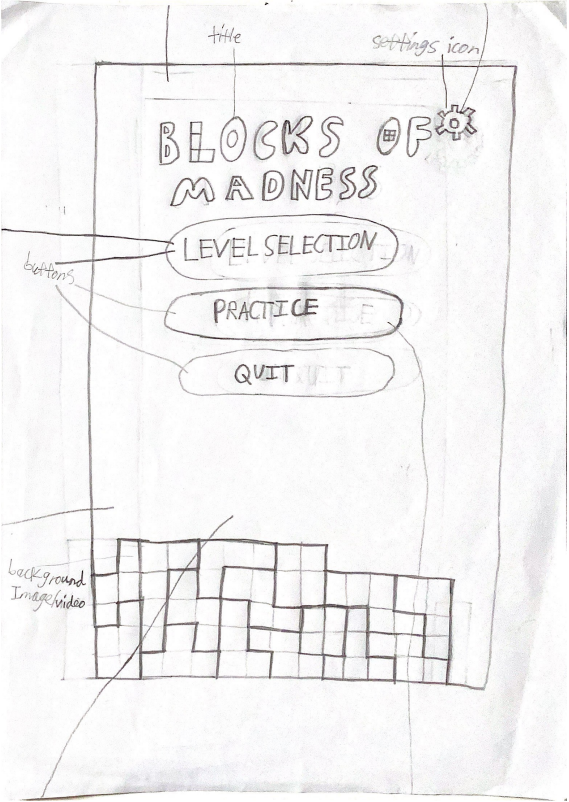 title
settings icon
BLOCKS OF
MADNESS
LEVEL SELECTION
buttons
PRACTICE
QUIT
background
Image/video